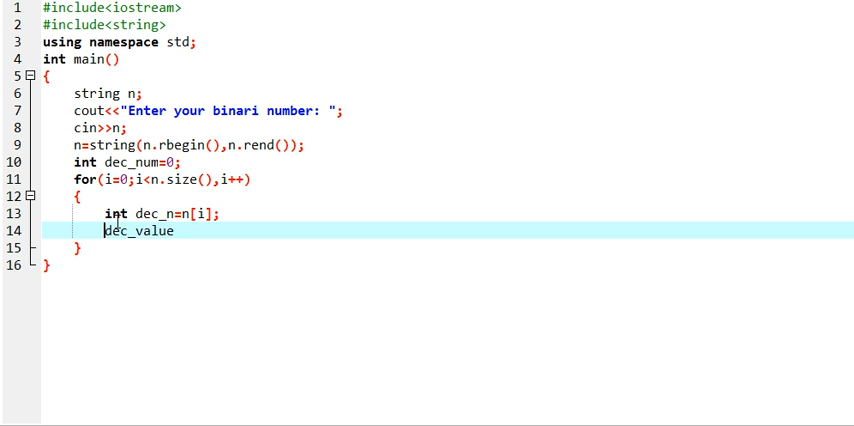 1 #include<iostream>
2 #include<string>
3 using namespace std;
4 int main()
5 {
6 string n;
7 cout<<"Enter your binari number: ";
8 cin>>n;
9 n=string(n.rbegin(),n.rend());
10 int dec_num=0;
11 for(i=0;i<n.size(),i++)
12 {
13 int dec_n=n[i];
14 dec_value
15 }
16 }